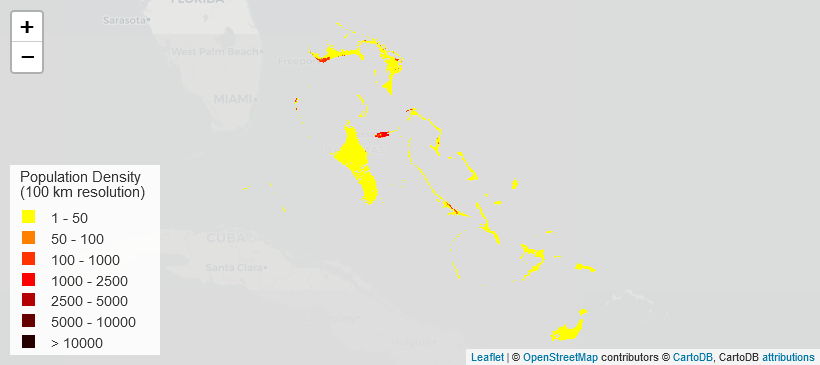 FLORIDA
Sarasota
+
West Palm Beach
−
MIAMI
Population Density
(100 km resolution)
1 - 50
50 - 100
100 - 1000
1000 - 2500
2500 - 5000
5000 - 10000
> 10000
CUBA
Santa Clara
Leaflet | © OpenStreetMap contributors © CartoDB, CartoDB attributions